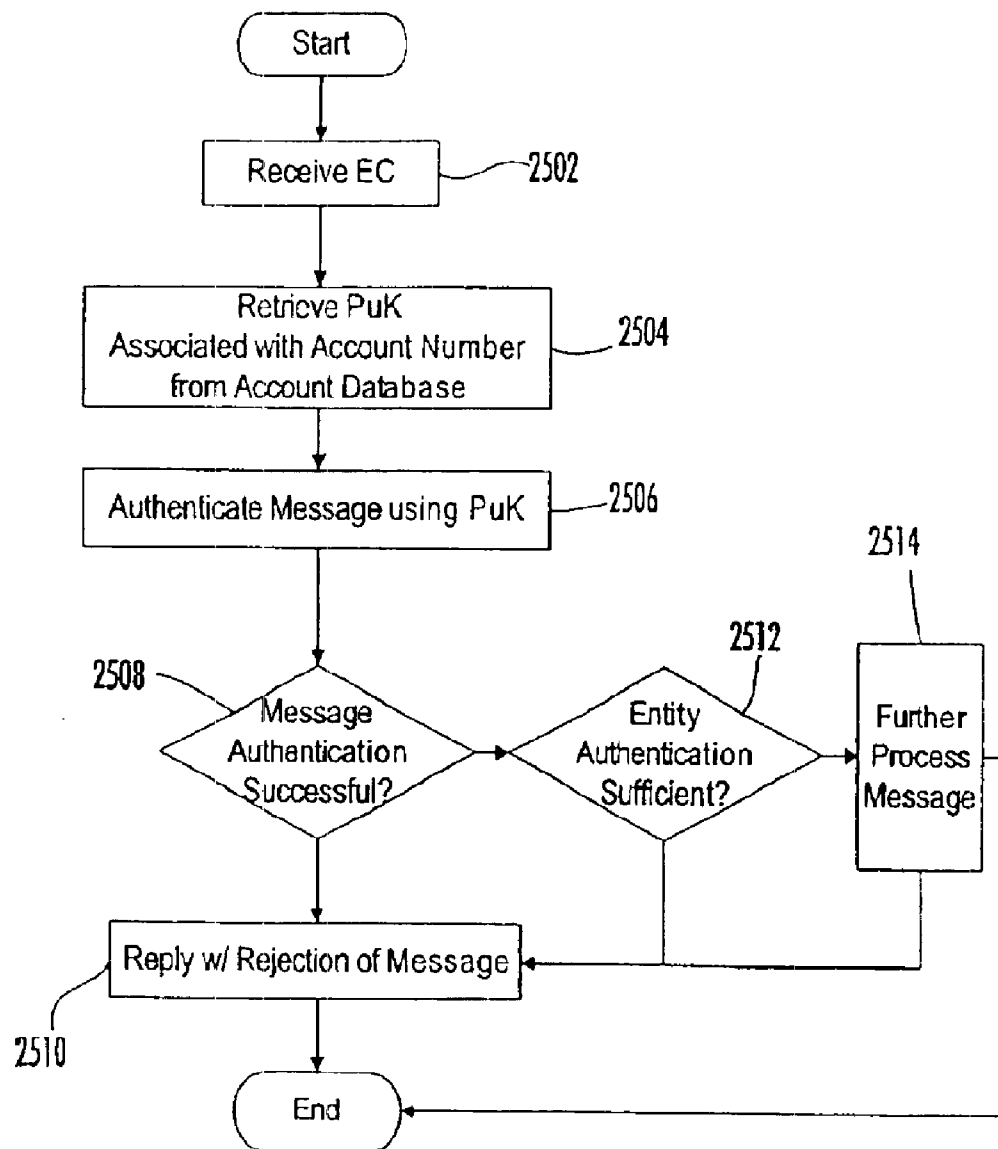 Start
Receive EC
2502
Retrieve PuK
Associated with Account Number
from Account Database
2504
Authenticate Message using PuK
2506
2508
Message
Authentication
Successful?
2512
Entity
Authentication
Sufficient?
2514
Further
Process
Message
Reply w/ Rejection of Message
2510
End